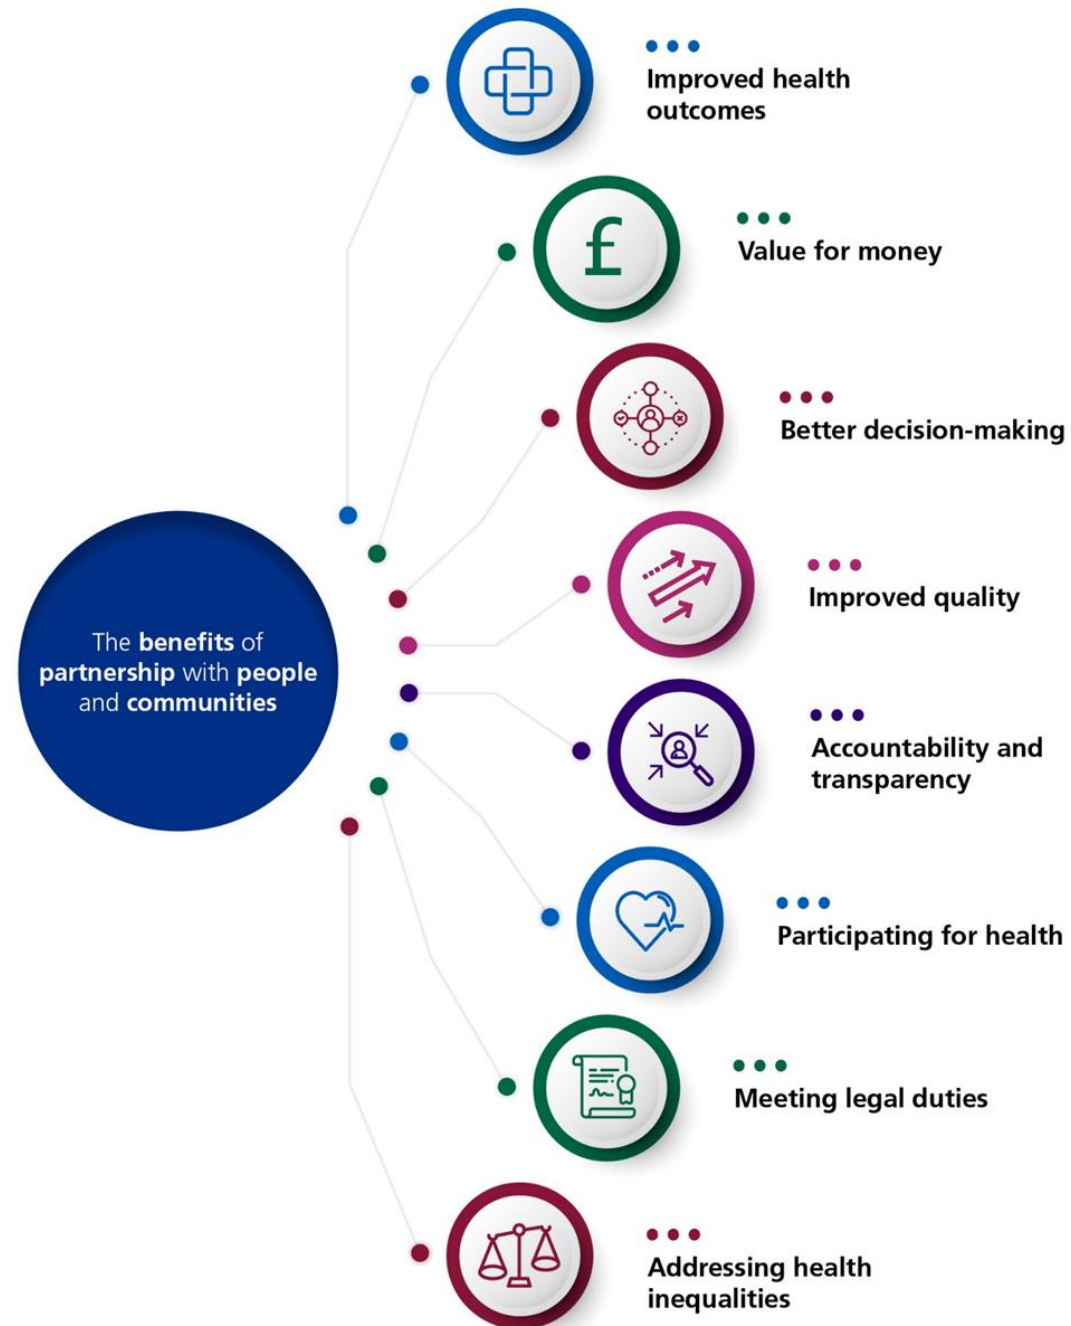 Improved health
outcomes
£
Value for money
Better decision-making
Improved quality
The benefits of
partnership with people
and communities
Accountability and
transparency
Participating for health
Meeting legal duties
Addressing health
inequalities